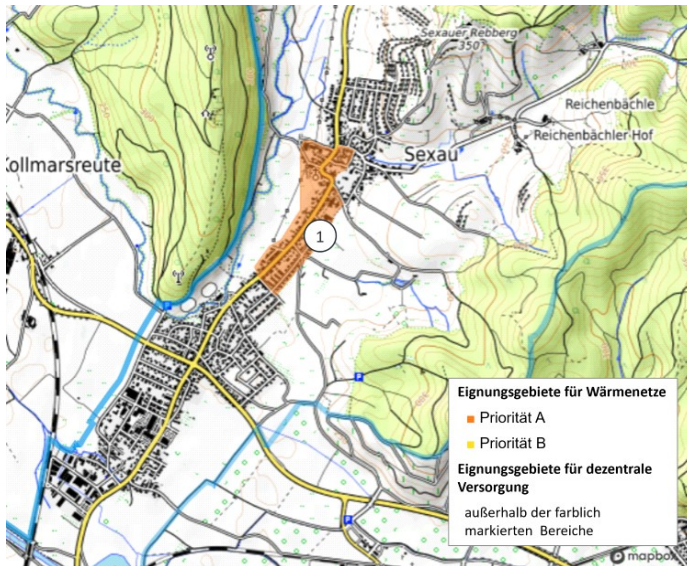 Sexauer Rebberg
350
Reichenbächle
Reichenbächler Hof
Sexau
Kollmarsreute
1
P
P
P
Eignungsgebiete für Wärmenetze
Priorität A
Priorität B
Eignungsgebiete für dezentrale
Versorgung
außerhalb der farblich
markierten Bereiche
mapbox